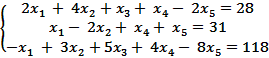 2x₁ + 4x₂ + x₃ + x₄ − 2x₅ = 28
x₁ − 2x₂ + x₄ + x₅ = 31
−x₁ + 3x₂ + 5x₃ + 4x₄ − 8x₅ = 118